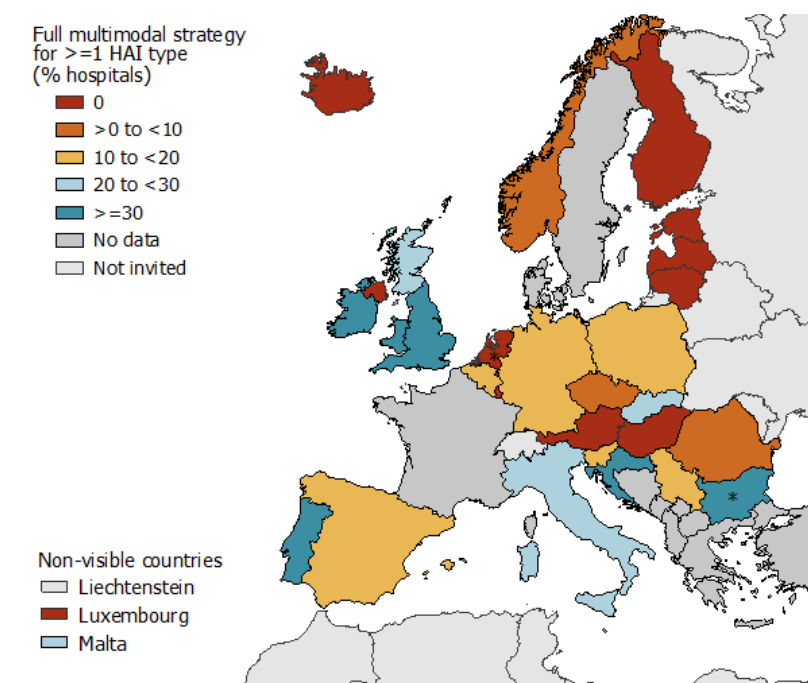 Full multimodal strategy
for >=1 HAI type
(% hospitals)
0
>0 to <10
10 to <20
20 to <30
>=30
No data
Not invited
*
*
Non-visible countries
Liechtenstein
Luxembourg
Malta